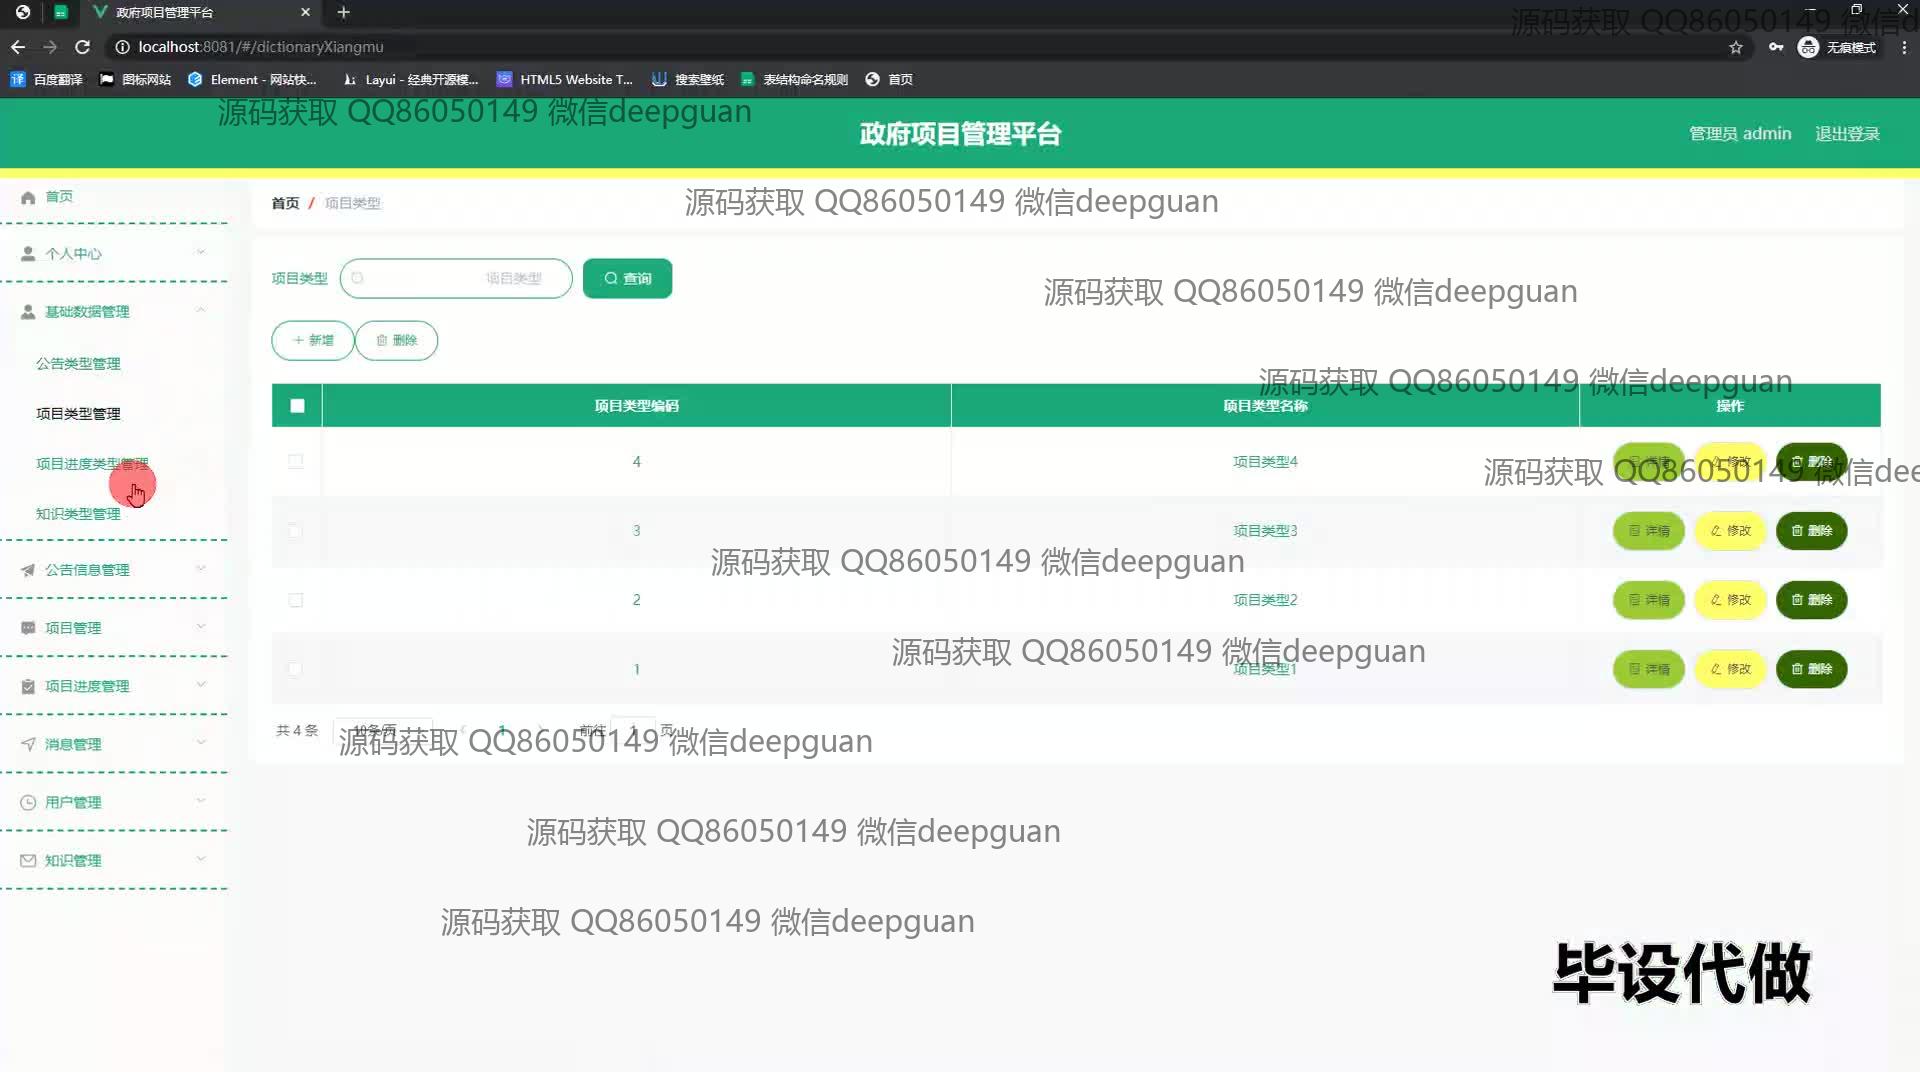 政府项目管理平台
源码获取 QQ86050149 微信d
localhost:8081/#/dictionaryXiangmu
无痕模式
百度翻译 图标网站 Element - 网站快... Layui - 经典开源模... HTML5 Website T... 搜索壁纸 表结构命名规则 首页
源码获取 QQ86050149 微信deepguan
政府项目管理平台
管理员 admin 退出登录
首页
首页 / 项目类型
源码获取 QQ86050149 微信deepguan
个人中心
项目类型 项目类型 查询
源码获取 QQ86050149 微信deepguan
基础数据管理
新增 删除
公告类型管理
源码获取 QQ86050149 微信deepguan
项目类型编码 项目类型名称 操作
项目类型管理
项目进度类型管理
4 项目类型4 详情 修改 删除
源码获取 QQ86050149 微信dee
知识类型管理
3 项目类型3 详情 修改 删除
源码获取 QQ86050149 微信deepguan
公告信息管理
2 项目类型2 详情 修改 删除
项目管理
源码获取 QQ86050149 微信deepguan
1 项目类型1 详情 修改 删除
项目进度管理
共 4 条 10条/页 1 前往 1 页
源码获取 QQ86050149 微信deepguan
消息管理
用户管理
源码获取 QQ86050149 微信deepguan
知识管理
源码获取 QQ86050149 微信deepguan
毕设代做